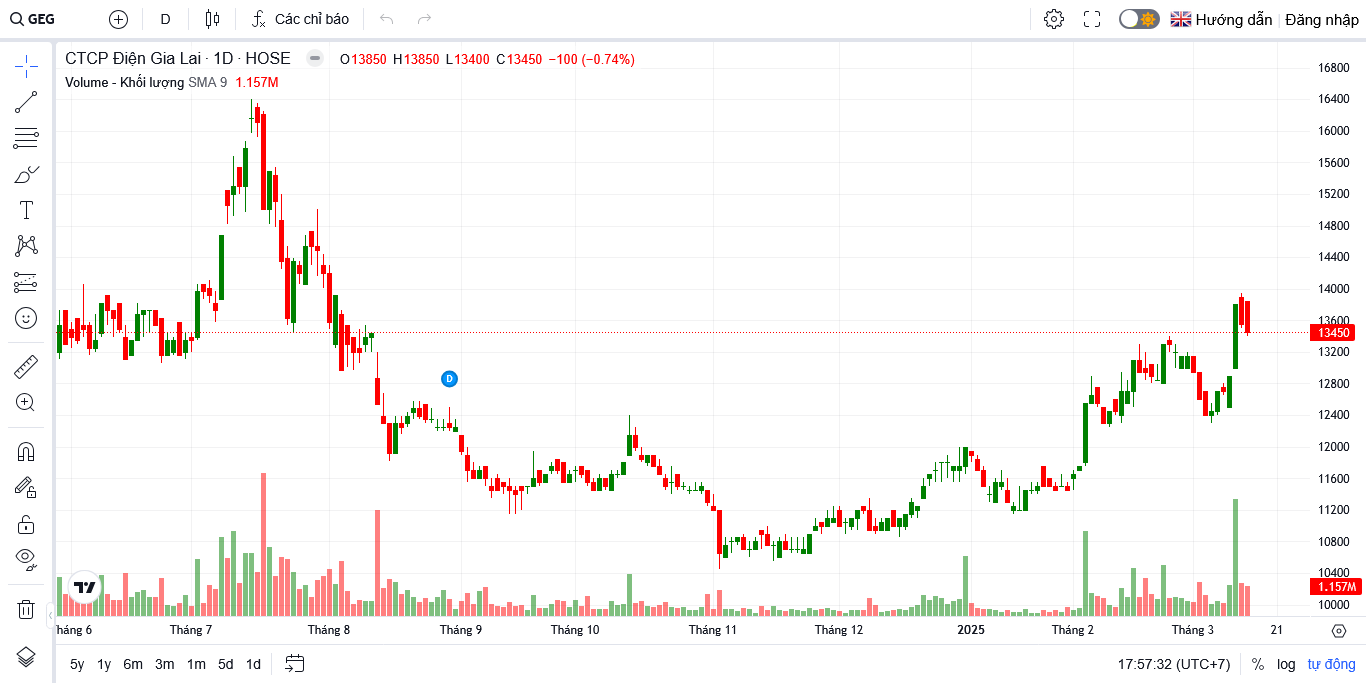 GEG D Các chỉ báo Hướng dẫn Đăng nhập
CTCP Điện Gia Lai · 1D · HOSE O13850 H13850 L13400 C13450 −100 (−0.74%)
Volume - Khối lượng SMA 9 1.157M
16800
16400
16000
15600
15200
14800
14400
14000
13600
13450
13200
12800
12400
12000
11600
11200
10800
10400
1.157M
10000
D
háng 6 Tháng 7 Tháng 8 Tháng 9 Tháng 10 Tháng 11 Tháng 12 2025 Tháng 2 Tháng 3 21
5y 1y 6m 3m 1m 5d 1d 17:57:32 (UTC+7) % log tự động